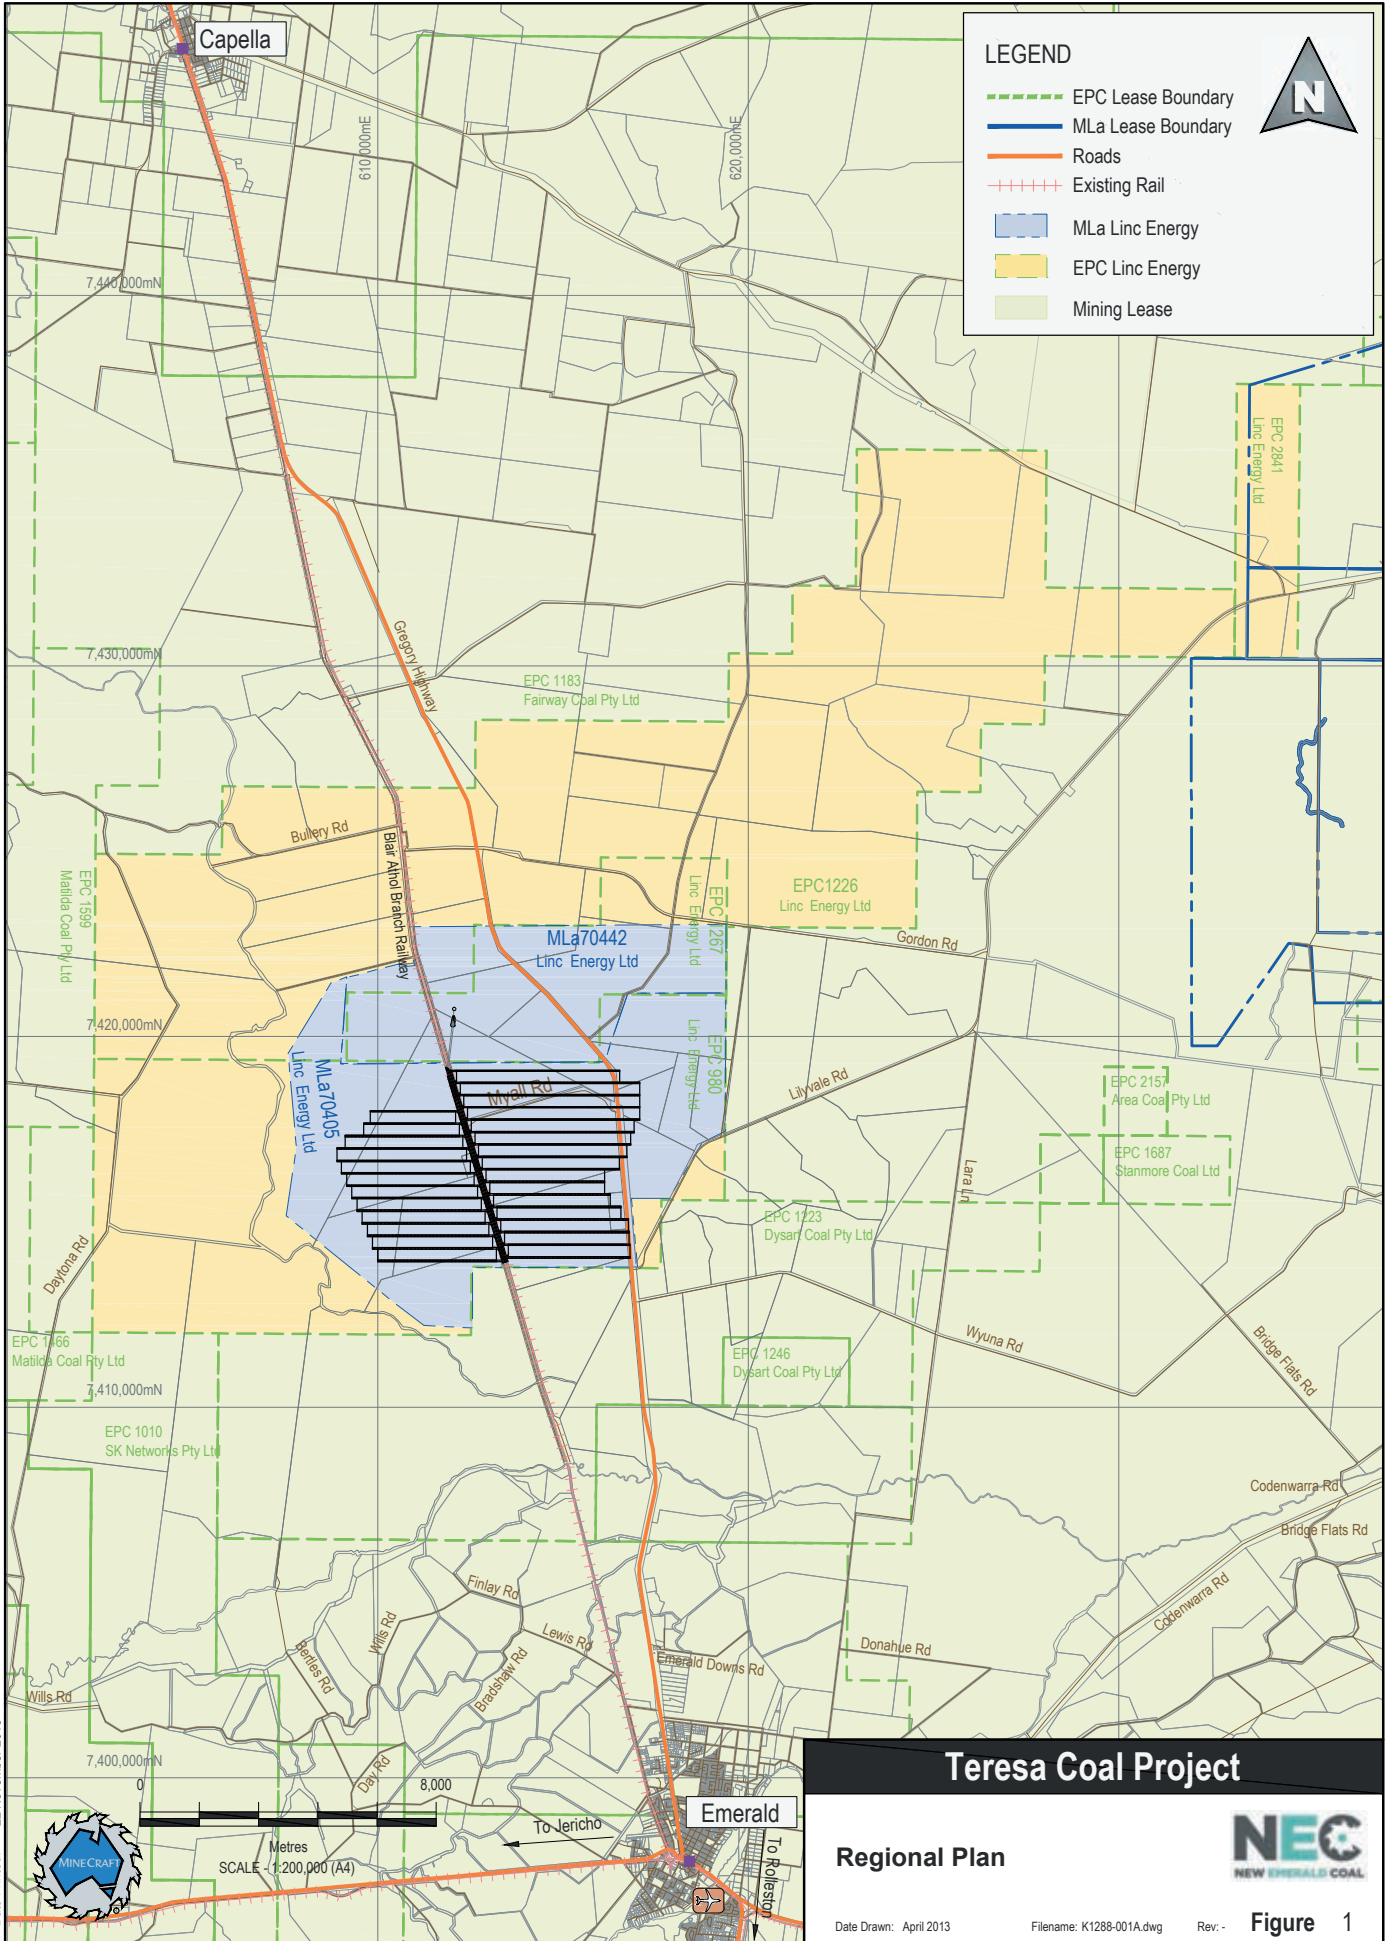 Capella
LEGEND
N
EPC Lease Boundary
MLa Lease Boundary
Roads
Existing Rail
MLa Linc Energy
EPC Linc Energy
Mining Lease
610,000mE
620,000mE
7,440,000mN
EPC 2841
Linc Energy Ltd
7,430,000mN
Gregory Highway
EPC 1183
Fairway Coal Pty Ltd
Bullery Rd
Blair Athol Branch Railway
EPC 1599
Matilda Coal Pty Ltd
EPC 1267
Linc Energy Ltd
EPC1226
Linc Energy Ltd
MLa70442
Linc Energy Ltd
Gordon Rd
7,420,000mN
EPC 980
Linc Energy Ltd
MLa70405
Linc Energy Ltd
Myall Rd
Lilyvale Rd
EPC 2157
Area Coal Pty Ltd
EPC 1687
Stanmore Coal Ltd
Lara Ln
EPC 1223
Dysart Coal Pty Ltd
Daytona Rd
Wyuna Rd
Bridge Flats Rd
EPC 1466
Matilda Coal Pty Ltd
EPC 1246
Dysart Coal Pty Ltd
7,410,000mN
EPC 1010
SK Networks Pty Ltd
Codenwarra Rd
Bridge Flats Rd
Finlay Rd
Wills Rd
Bertles Rd
Lewis Rd
Bradshaw Rd
Emerald Downs Rd
Donahue Rd
Codenwarra Rd
Wills Rd
7,400,000mN
Day Rd
0
8,000
Metres
SCALE - 1:200,000 (A4)
MINECRAFT
To Jericho
Emerald
To Rolleston
Teresa Coal Project
Regional Plan
NEC
NEW EMERALD COAL
Date Drawn: April 2013
Filename: K1288-001A.dwg
Rev: -
Figure 1